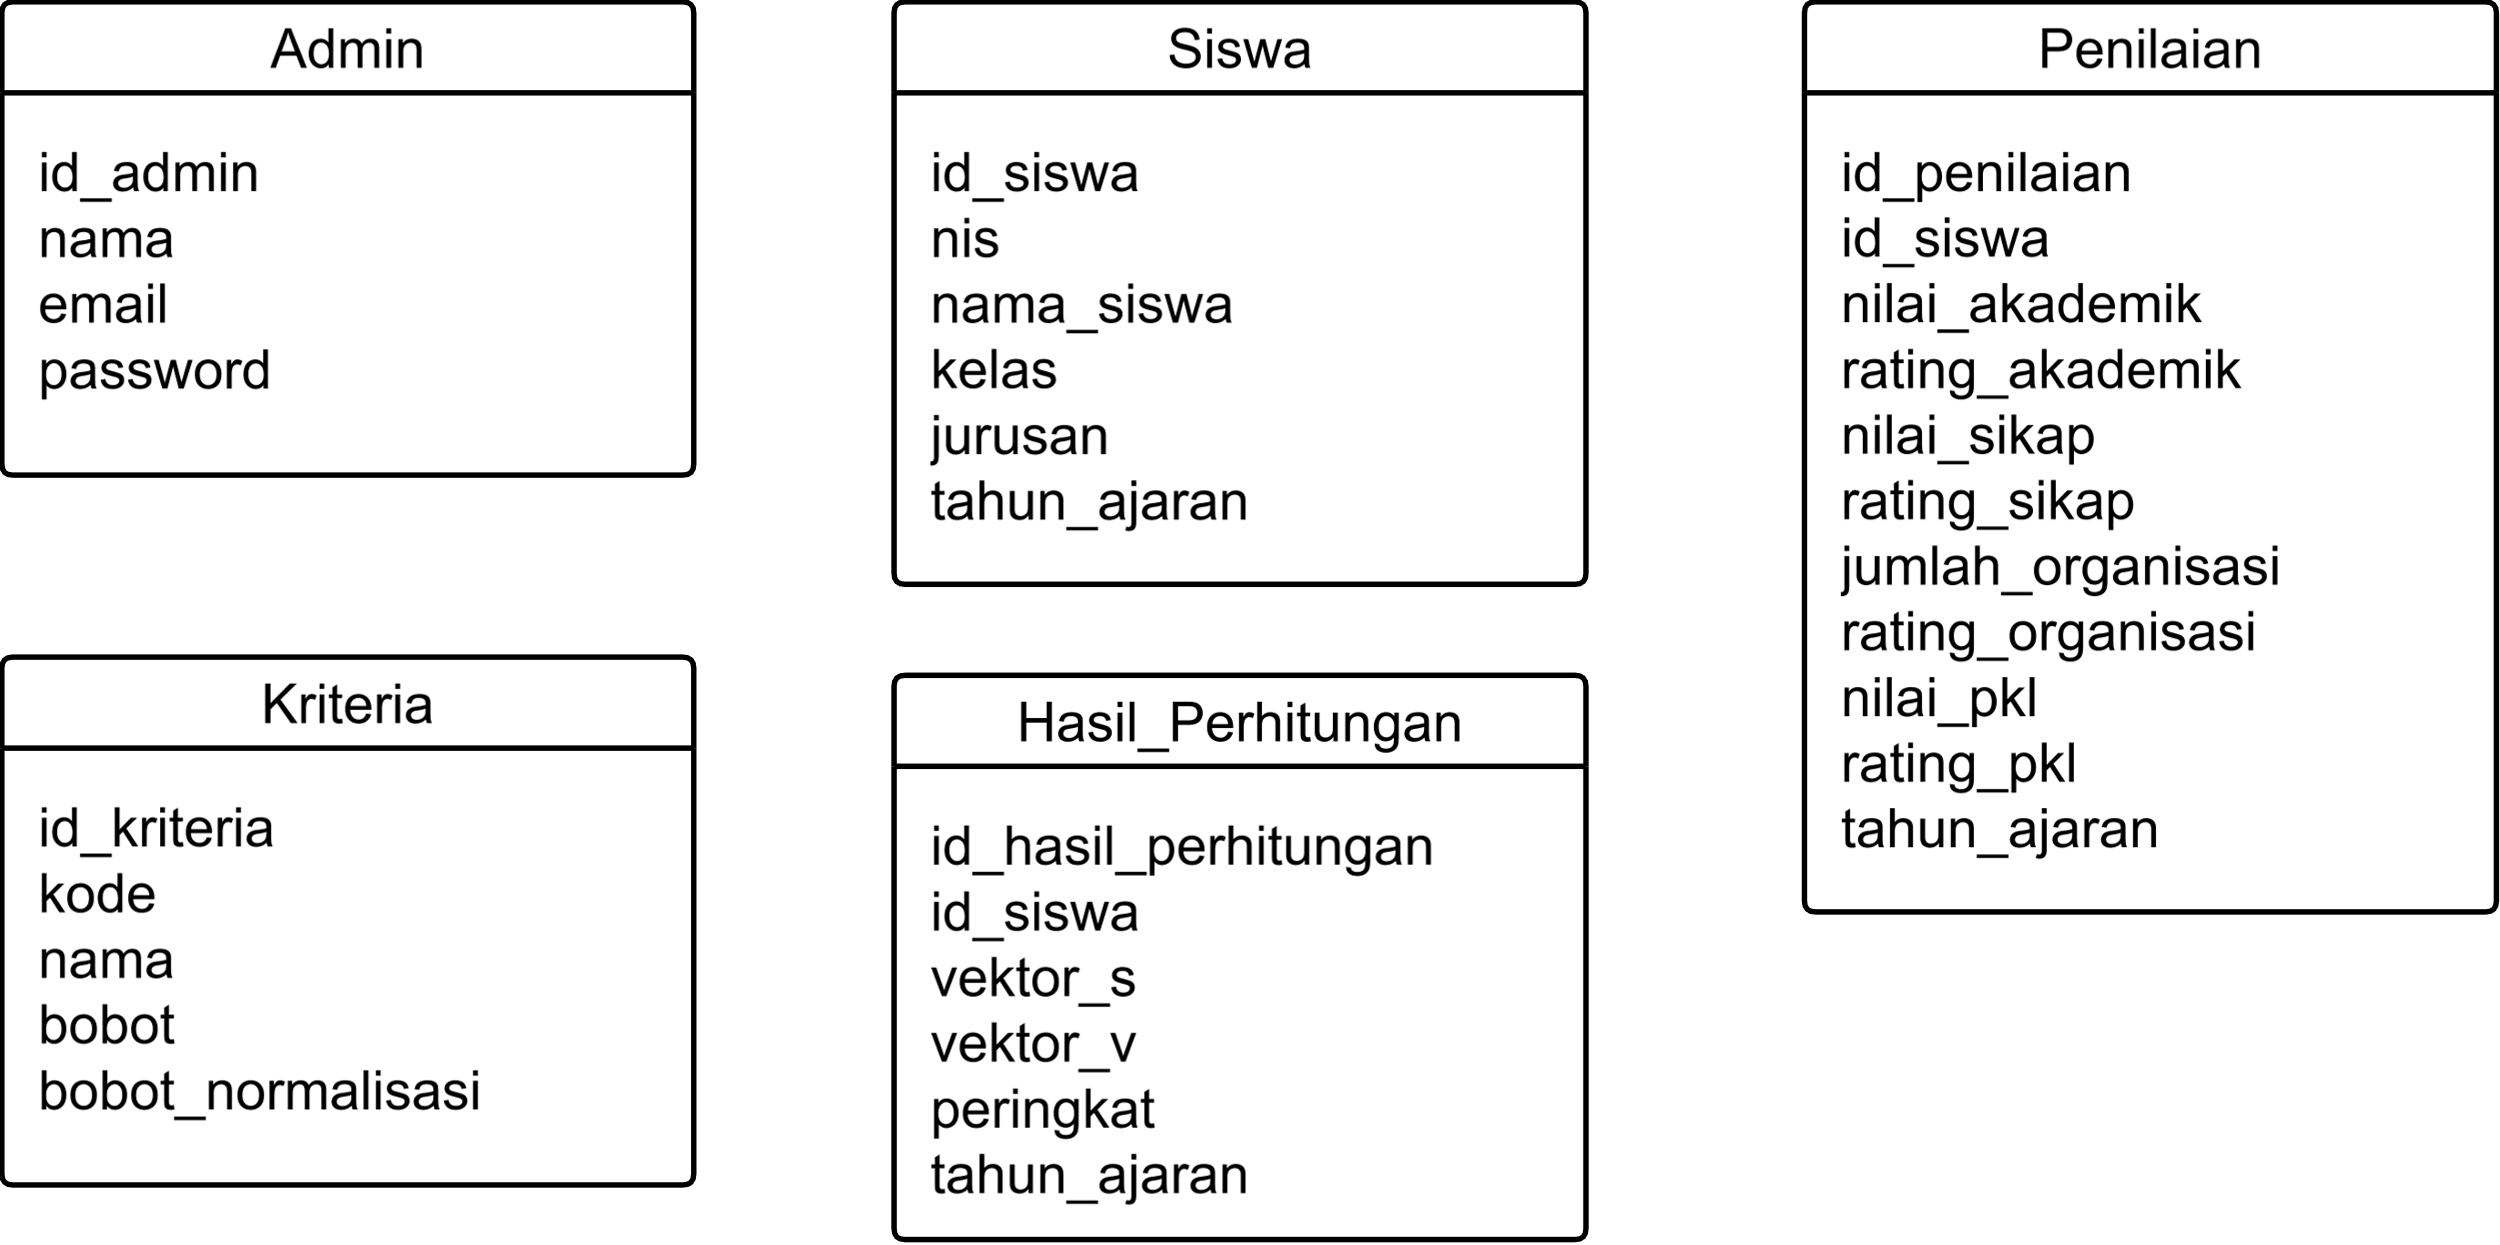 Admin
id_admin
nama
email
password
Siswa
id_siswa
nis
nama_siswa
kelas
jurusan
tahun_ajaran
Penilaian
id_penilaian
id_siswa
nilai_akademik
rating_akademik
nilai_sikap
rating_sikap
jumlah_organisasi
rating_organisasi
nilai_pkl
rating_pkl
tahun_ajaran
Kriteria
id_kriteria
kode
nama
bobot
bobot_normalisasi
Hasil_Perhitungan
id_hasil_perhitungan
id_siswa
vektor_s
vektor_v
peringkat
tahun_ajaran